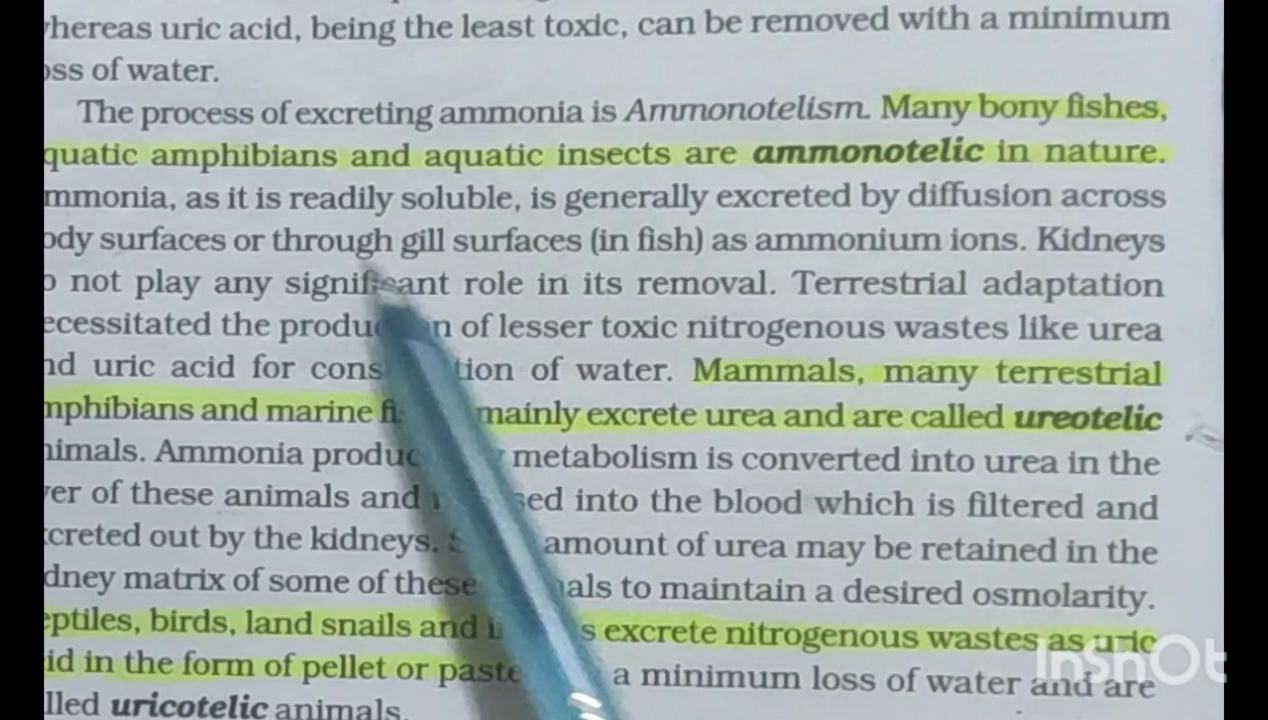 whereas uric acid, being the least toxic, can be removed with a minimum
loss of water.
The process of excreting ammonia is Ammonotelism. Many bony fishes,
aquatic amphibians and aquatic insects are ammonotelic in nature.
Ammonia, as it is readily soluble, is generally excreted by diffusion across
body surfaces or through gill surfaces (in fish) as ammonium ions. Kidneys
do not play any significant role in its removal. Terrestrial adaptation
necessitated the production of lesser toxic nitrogenous wastes like urea
and uric acid for conservation of water. Mammals, many terrestrial
amphibians and marine fishes mainly excrete urea and are called ureotelic
animals. Ammonia produced by metabolism is converted into urea in the
liver of these animals and released into the blood which is filtered and
excreted out by the kidneys. Some amount of urea may be retained in the
kidney matrix of some of these animals to maintain a desired osmolarity.
Reptiles, birds, land snails and insects excrete nitrogenous wastes as uric
acid in the form of pellet or paste with a minimum loss of water and are
called uricotelic animals.
InShOt